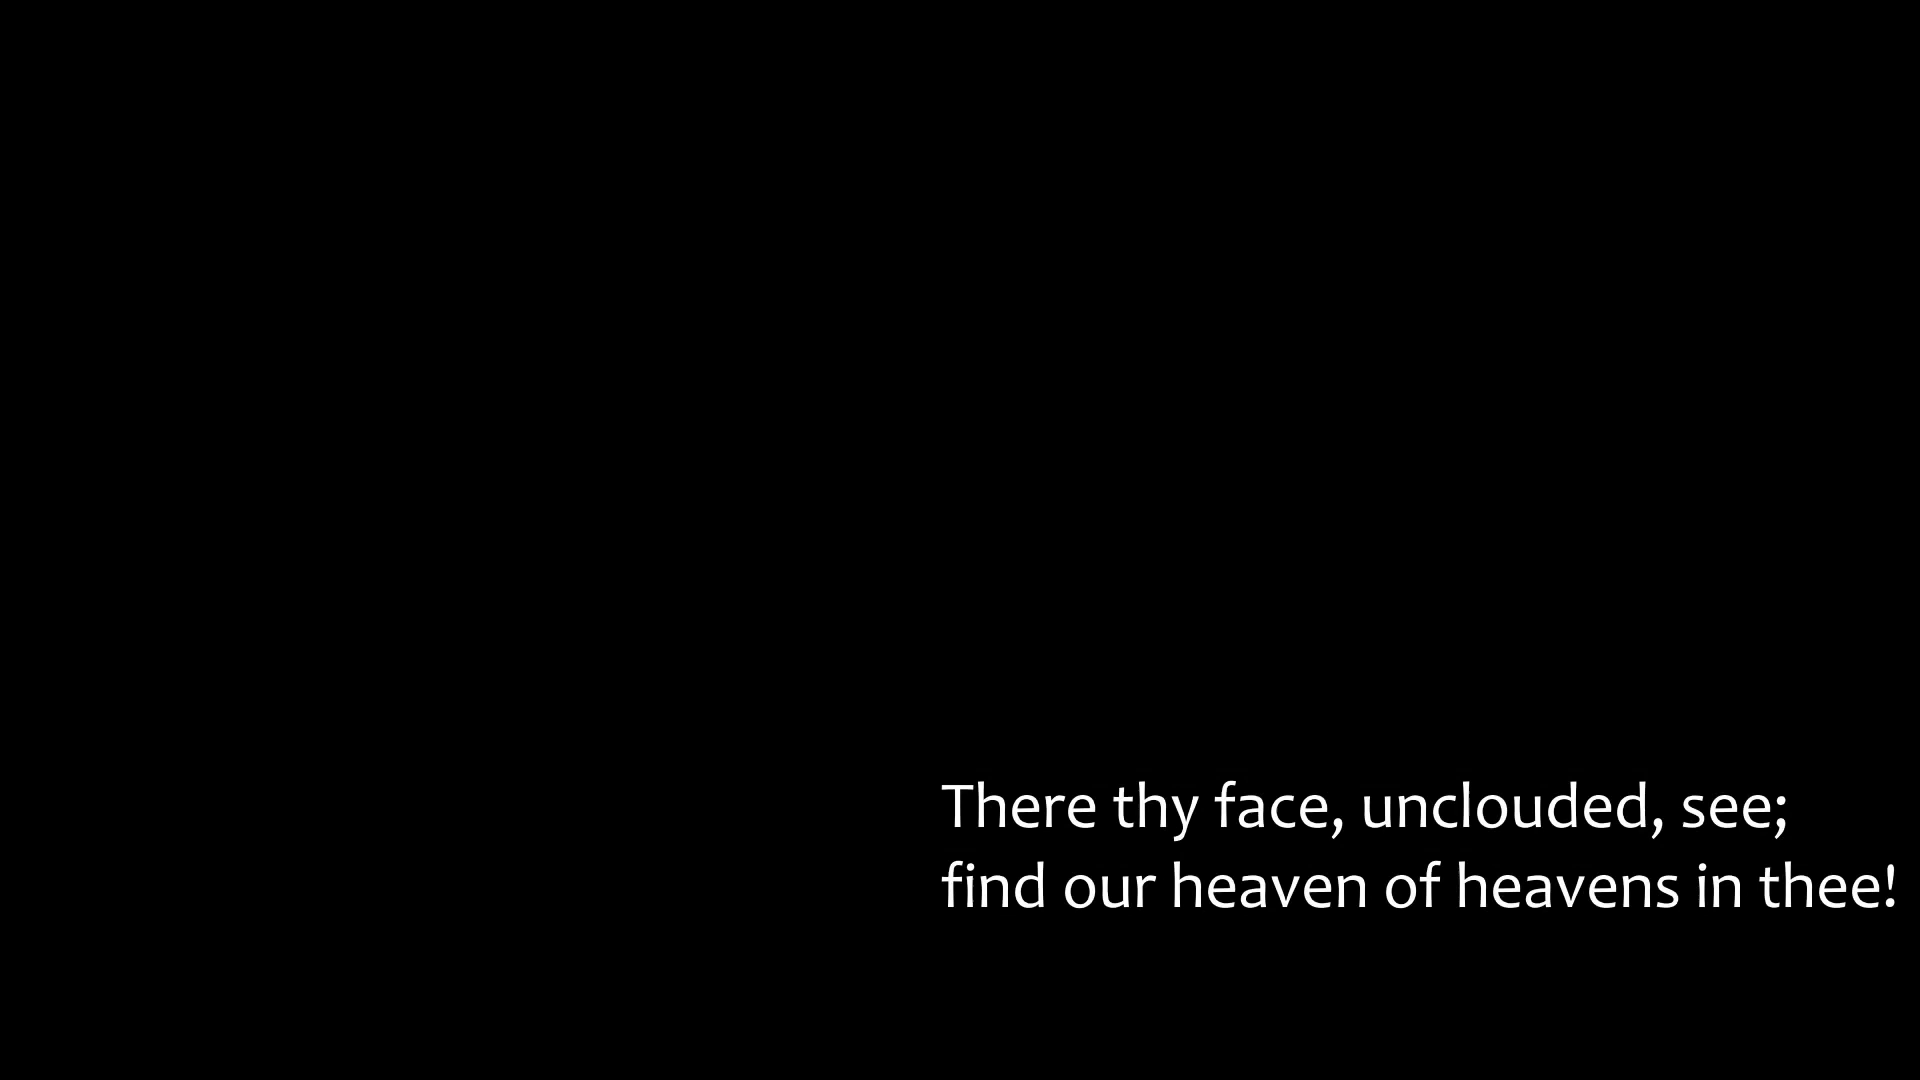 There thy face, unclouded, see;
find our heaven of heavens in thee!